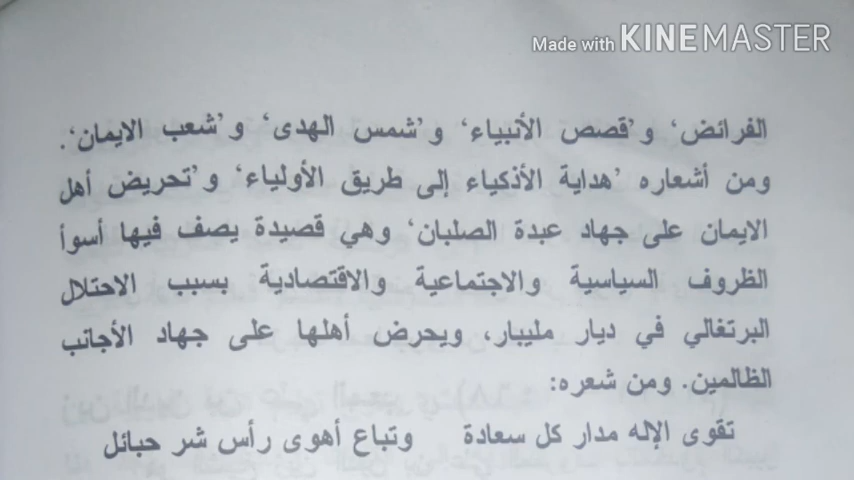 Made with KINEMASTER
الفرائض‘ و’قصص الأنبياء‘ و’شمس الهدى‘ و’شعب الايمان‘.
ومن أشعاره ’هداية الأذكياء إلى طريق الأولياء‘ و’تحريض أهل
الايمان على جهاد عبدة الصلبان‘ وهي قصيدة يصف فيها أسوأ
الظروف السياسية والاجتماعية والاقتصادية بسبب الاحتلال
البرتغالي في ديار مليبار، ويحرض أهلها على جهاد الأجانب
الظالمين. ومن شعره:
تقوى الإله مدار كل سعادة وتباع أهوى رأس شر حبائل